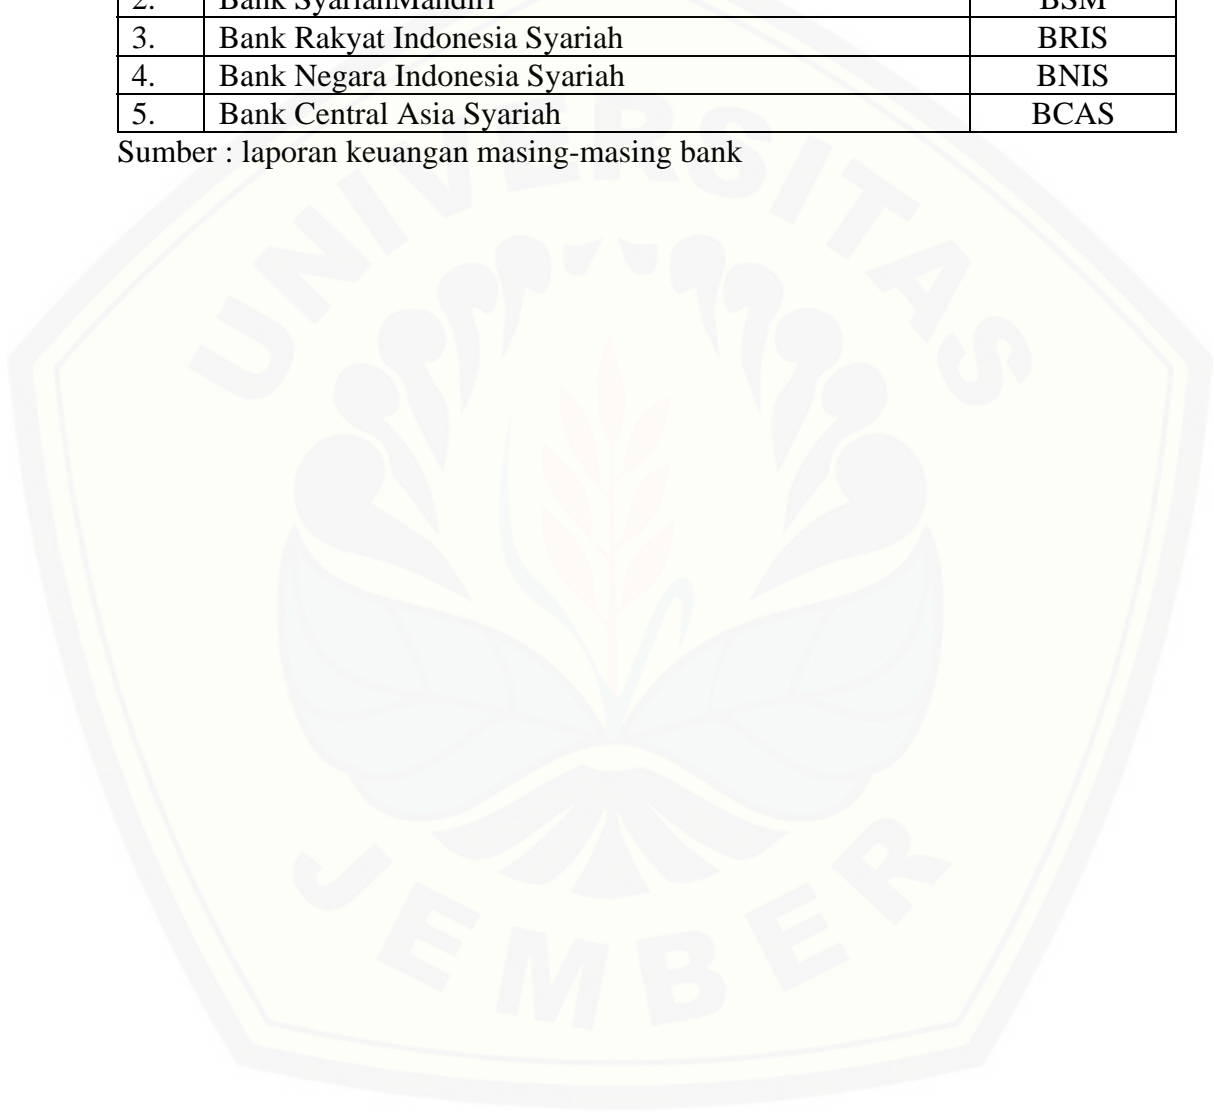 2. Bank SyariahMandiri BSM
3. Bank Rakyat Indonesia Syariah BRIS
4. Bank Negara Indonesia Syariah BNIS
5. Bank Central Asia Syariah BCAS
Sumber : laporan keuangan masing-masing bank
UNIVERSITAS
JEMBER